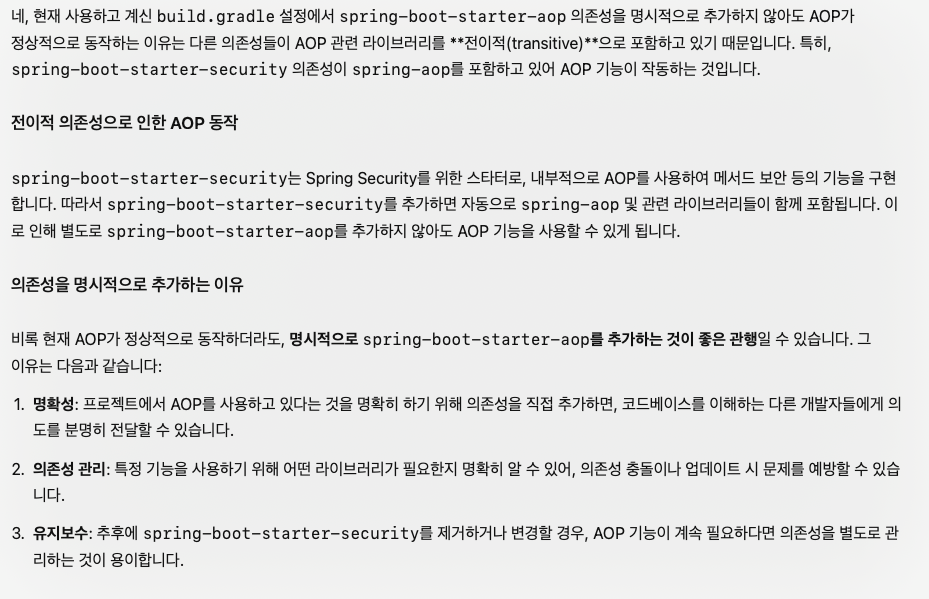 네, 현재 사용하고 계신 build.gradle 설정에서 spring-boot-starter-aop 의존성을 명시적으로 추가하지 않아도 AOP가
정상적으로 동작하는 이유는 다른 의존성들이 AOP 관련 라이브러리를 **전이적(transitive)**으로 포함하고 있기 때문입니다. 특히,
spring-boot-starter-security 의존성이 spring-aop를 포함하고 있어 AOP 기능이 작동하는 것입니다.
전이적 의존성으로 인한 AOP 동작
spring-boot-starter-security는 Spring Security를 위한 스타터로, 내부적으로 AOP를 사용하여 메서드 보안 등의 기능을 구현
합니다. 따라서 spring-boot-starter-security를 추가하면 자동으로 spring-aop 및 관련 라이브러리들이 함께 포함됩니다. 이
로 인해 별도로 spring-boot-starter-aop를 추가하지 않아도 AOP 기능을 사용할 수 있게 됩니다.
의존성을 명시적으로 추가하는 이유
비록 현재 AOP가 정상적으로 동작하더라도, 명시적으로 spring-boot-starter-aop를 추가하는 것이 좋은 관행일 수 있습니다. 그
이유는 다음과 같습니다:
1. 명확성: 프로젝트에서 AOP를 사용하고 있다는 것을 명확히 하기 위해 의존성을 직접 추가하면, 코드베이스를 이해하는 다른 개발자들에게 의
도를 분명히 전달할 수 있습니다.
2. 의존성 관리: 특정 기능을 사용하기 위해 어떤 라이브러리가 필요한지 명확히 알 수 있어, 의존성 충돌이나 업데이트 시 문제를 예방할 수 있습
니다.
3. 유지보수: 추후에 spring-boot-starter-security를 제거하거나 변경할 경우, AOP 기능이 계속 필요하다면 의존성을 별도로 관
리하는 것이 용이합니다.